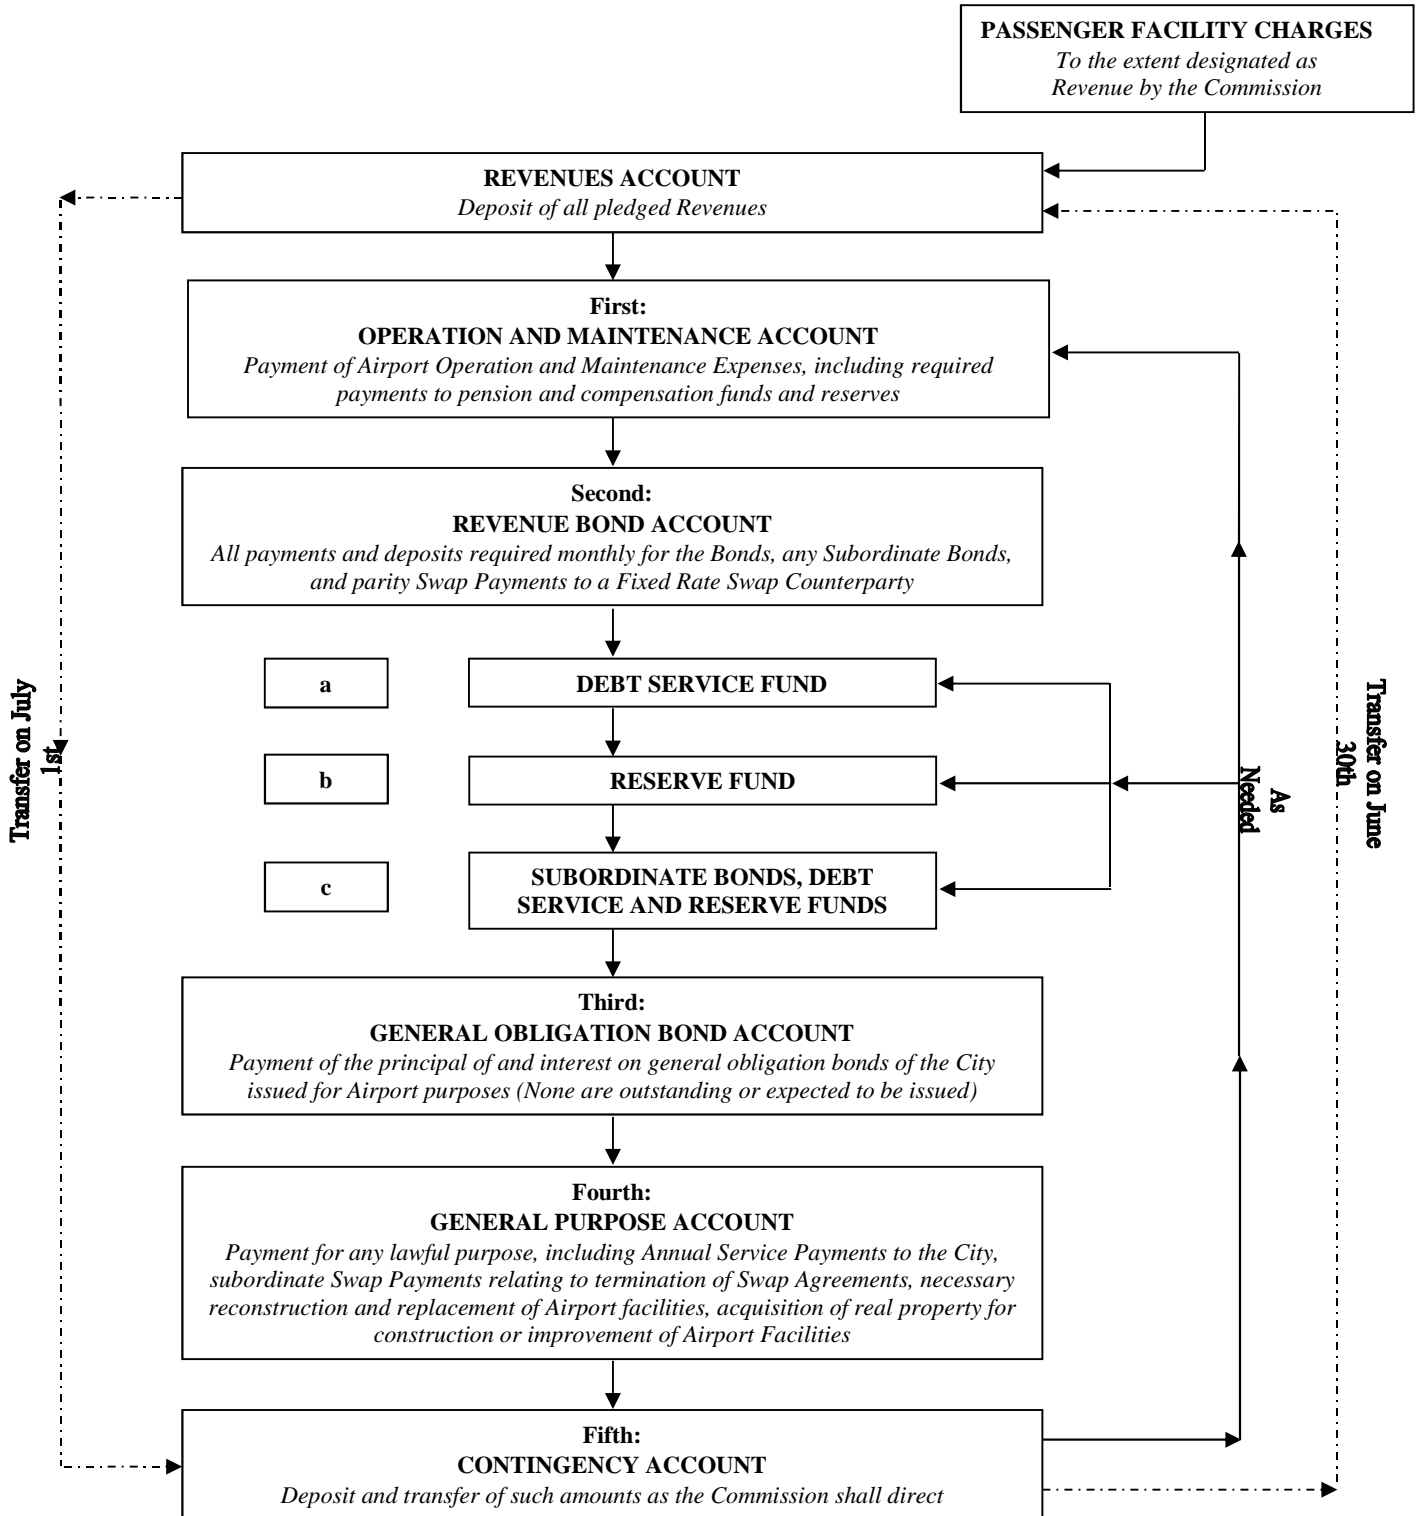 PASSENGER FACILITY CHARGES
To the extent designated as
Revenue by the Commission
REVENUES ACCOUNT
Deposit of all pledged Revenues
First:
OPERATION AND MAINTENANCE ACCOUNT
Payment of Airport Operation and Maintenance Expenses, including required
payments to pension and compensation funds and reserves
Second:
REVENUE BOND ACCOUNT
All payments and deposits required monthly for the Bonds, any Subordinate Bonds,
and parity Swap Payments to a Fixed Rate Swap Counterparty
a
DEBT SERVICE FUND
b
RESERVE FUND
c
SUBORDINATE BONDS, DEBT
SERVICE AND RESERVE FUNDS
Transfer on July
1st
As
Needed
Transfer on June
30th
Third:
GENERAL OBLIGATION BOND ACCOUNT
Payment of the principal of and interest on general obligation bonds of the City
issued for Airport purposes (None are outstanding or expected to be issued)
Fourth:
GENERAL PURPOSE ACCOUNT
Payment for any lawful purpose, including Annual Service Payments to the City,
subordinate Swap Payments relating to termination of Swap Agreements, necessary
reconstruction and replacement of Airport facilities, acquisition of real property for
construction or improvement of Airport Facilities
Fifth:
CONTINGENCY ACCOUNT
Deposit and transfer of such amounts as the Commission shall direct